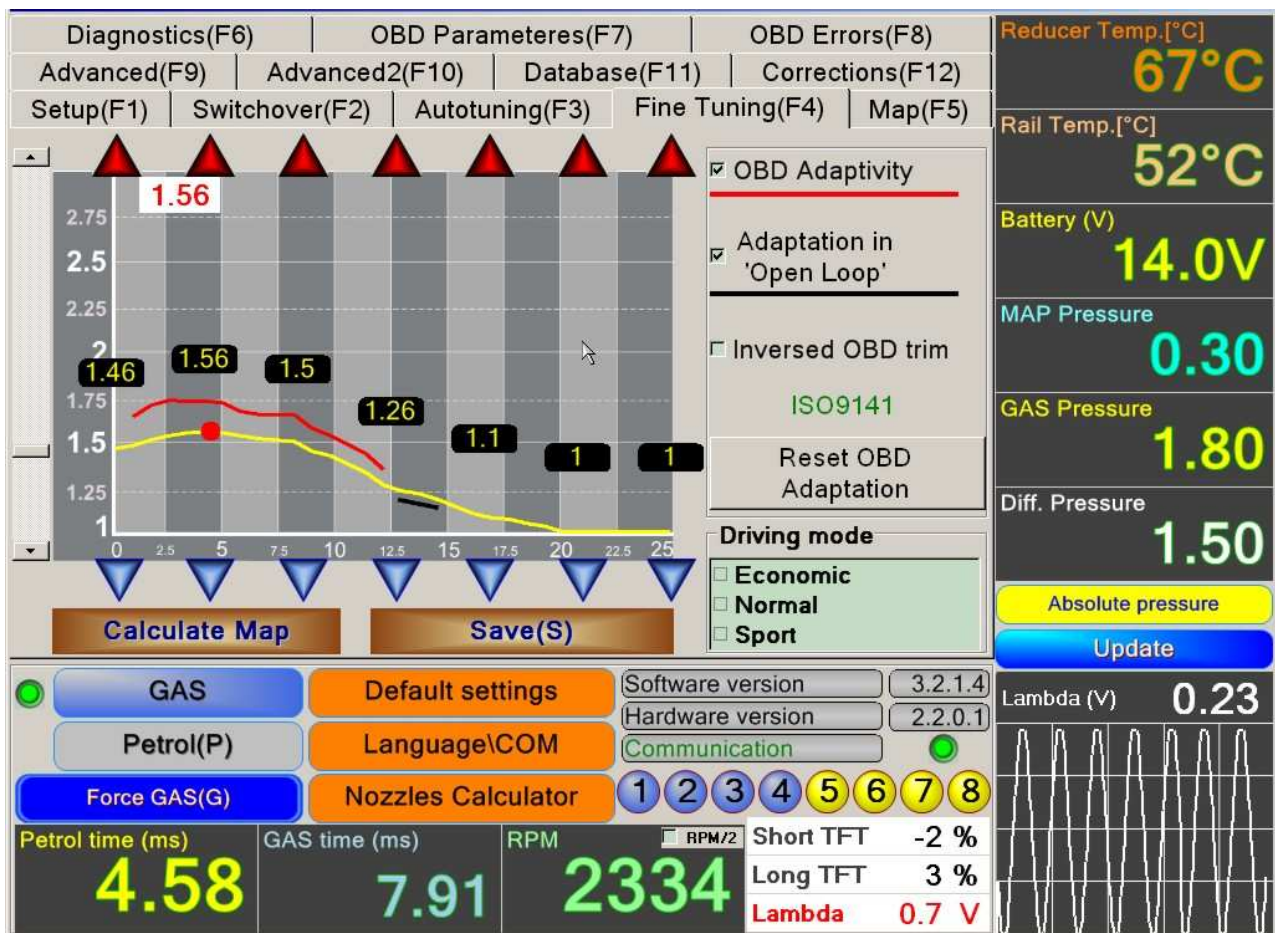 Diagnostics(F6)
OBD Parameteres(F7)
OBD Errors(F8)
Advanced(F9)
Advanced2(F10)
Database(F11)
Corrections(F12)
Setup(F1)
Switchover(F2)
Autotuning(F3)
Fine Tuning(F4)
Map(F5)
1.56
2.75
2.5
2.25
2
1.75
1.5
1.25
1
1.46
1.56
1.5
1.26
1.1
1
1
0 2.5 5 7.5 10 12.5 15 17.5 20 22.5 25
Calculate Map
Save(S)
OBD Adaptivity
Adaptation in
'Open Loop'
Inversed OBD trim
ISO9141
Reset OBD
Adaptation
Driving mode
Economic
Normal
Sport
Reducer Temp.[°C]
67°C
Rail Temp.[°C]
52°C
Battery (V)
14.0V
MAP Pressure
0.30
GAS Pressure
1.80
Diff. Pressure
1.50
Absolute pressure
Update
Lambda (V) 0.23
GAS
Petrol(P)
Force GAS(G)
Default settings
Language\COM
Nozzles Calculator
Software version 3.2.1.4
Hardware version 2.2.0.1
Communication
1 2 3 4 5 6 7 8
Petrol time (ms)
4.58
GAS time (ms)
7.91
RPM
RPM/2
2334
Short TFT -2 %
Long TFT 3 %
Lambda 0.7 V